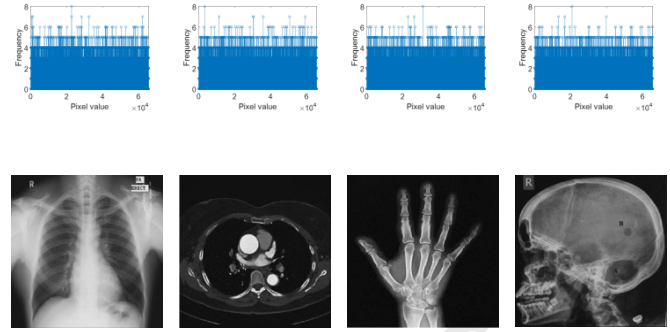 8 8 8 8
6 6 6 6
4 4 4 4
2 2 2 2
0 0 0 0
Frequency Frequency Frequency Frequency
0 2 4 6 0 2 4 6 0 2 4 6 0 2 4 6
Pixel value ×10⁴ Pixel value ×10⁴ Pixel value ×10⁴ Pixel value ×10⁴
R
ERECT
R